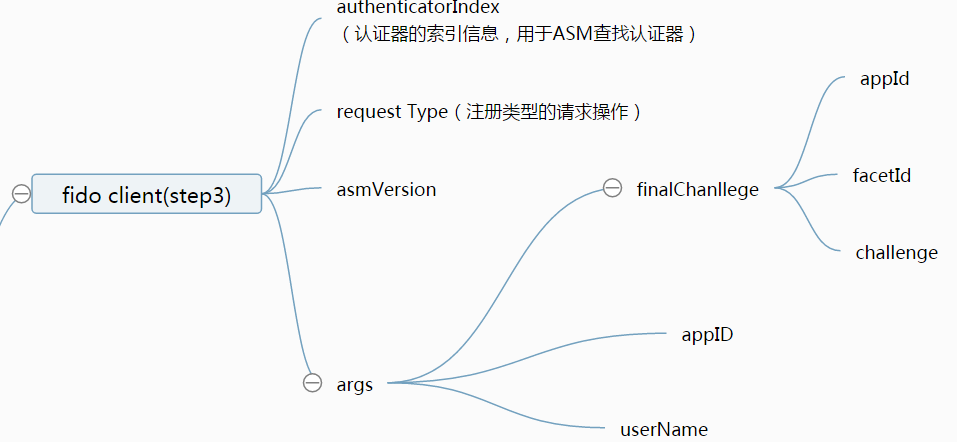 authenticatorIndex
（认证器的索引信息，用于ASM查找认证器）
request Type（注册类型的请求操作）
fido client(step3)
asmVersion
args
finalChanllege
appId
facetId
challenge
appID
userName